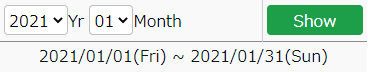 2021 Yr 01 Month Show
2021/01/01(Fri) ~ 2021/01/31(Sun)